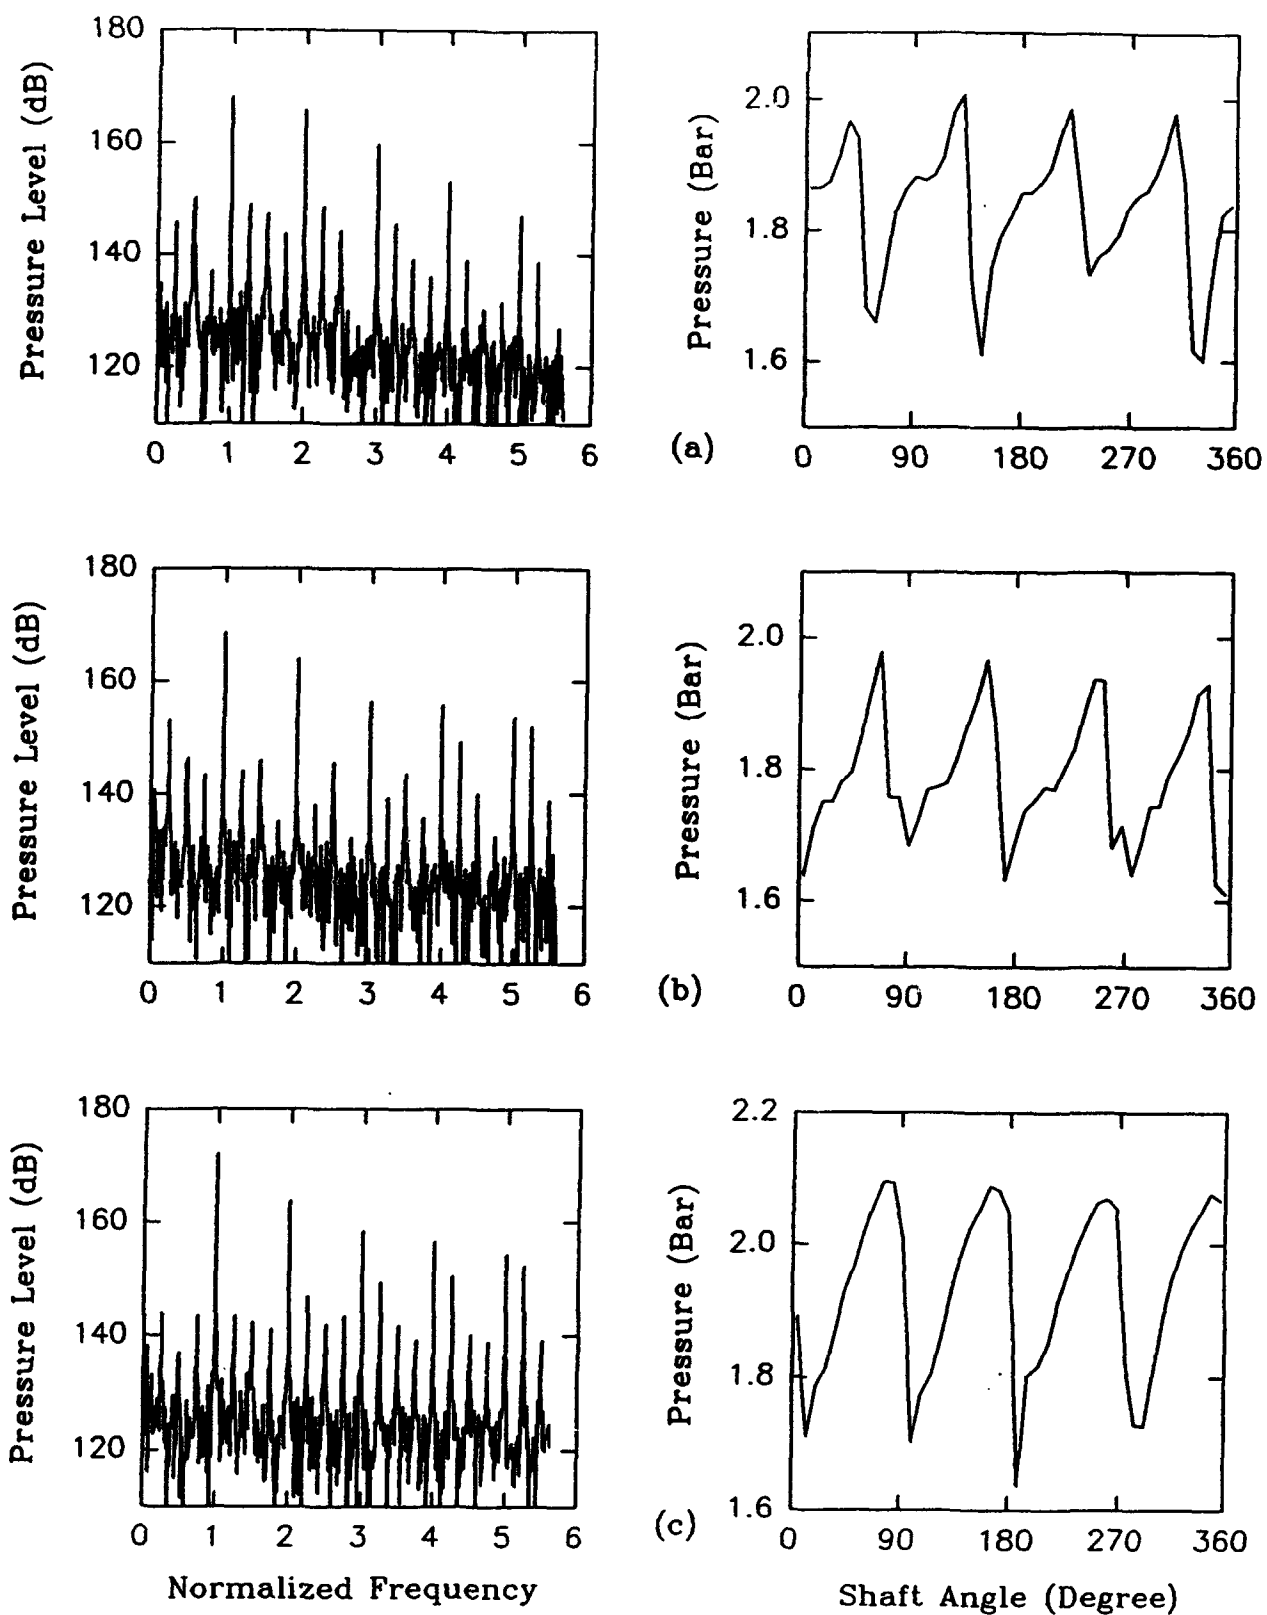 180
160
140
120
Pressure Level (dB)
0 1 2 3 4 5 6
2.0
1.8
1.6
Pressure (Bar)
0 90 180 270 360
(a)
180
160
140
120
Pressure Level (dB)
0 1 2 3 4 5 6
2.0
1.8
1.6
Pressure (Bar)
0 90 180 270 360
(b)
180
160
140
120
Pressure Level (dB)
0 1 2 3 4 5 6
Normalized Frequency
2.2
2.0
1.8
1.6
Pressure (Bar)
0 90 180 270 360
(c)
Shaft Angle (Degree)